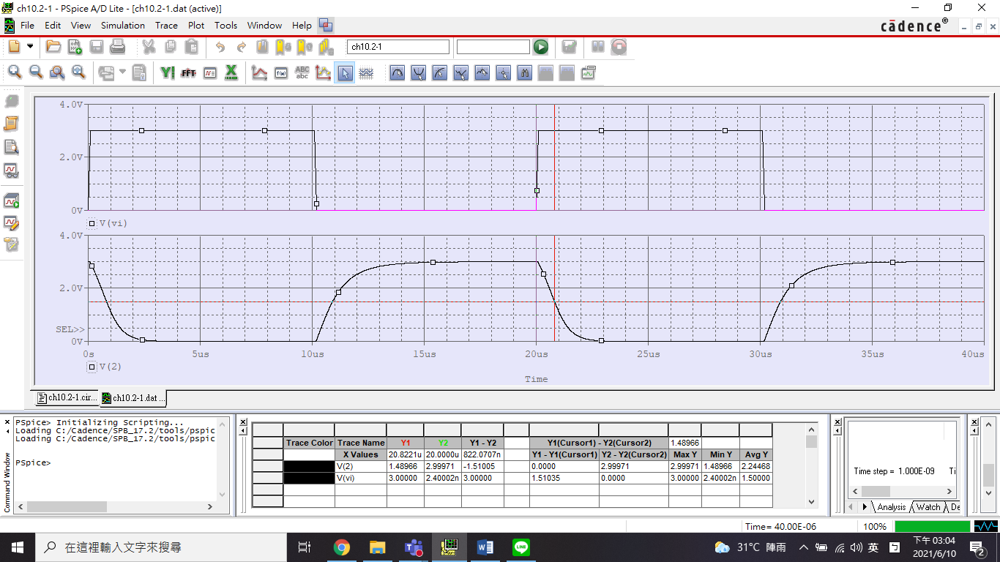 ch10.2-1 - PSpice A/D Lite - [ch10.2-1.dat (active)]
File Edit View Simulation Trace Plot Tools Window Help
cādence®
ch10.2-1
FFT
ABC
abc
4.0V
2.0V
0V
V(vi)
4.0V
2.0V
SEL>>
0V
0s 5us 10us 15us 20us 25us 30us 35us 40us
V(2)
Time
ch10.2-1.cir... ch10.2-1.dat ...
Command Window
PSpice> Initializing Scripting...
Loading C:/Cadence/SPB_17.2/tools/pspic
Loading C:/Cadence/SPB_17.2/tools/pspic
PSpice>
Trace Color Trace Name Y1 Y2 Y1 - Y2 Y1(Cursor1) - Y2(Cursor2) 1.48966
X Values 20.8221u 20.0000u 822.0707n Y1 - Y1(Cursor1) Y2 - Y2(Cursor2) Max Y Min Y Avg Y
V(2) 1.48966 2.99971 -1.51005 0.0000 2.99971 2.99971 1.48966 2.24468
V(vi) 3.00000 2.40002n 3.00000 1.51035 0.0000 3.00000 2.40002n 1.50000
Time step = 1.000E-09 Ti
Analysis Watch De
Time= 40.00E-06 100%
在這裡輸入文字來搜尋
31°C 陣雨
英
下午 03:04
2021/6/10
2